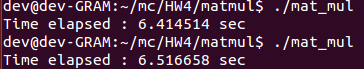 dev@dev-GRAM:~/mc/HW4/matmul$ ./mat_mul
Time elapsed : 6.414514 sec
dev@dev-GRAM:~/mc/HW4/matmul$ ./mat_mul
Time elapsed : 6.516658 sec